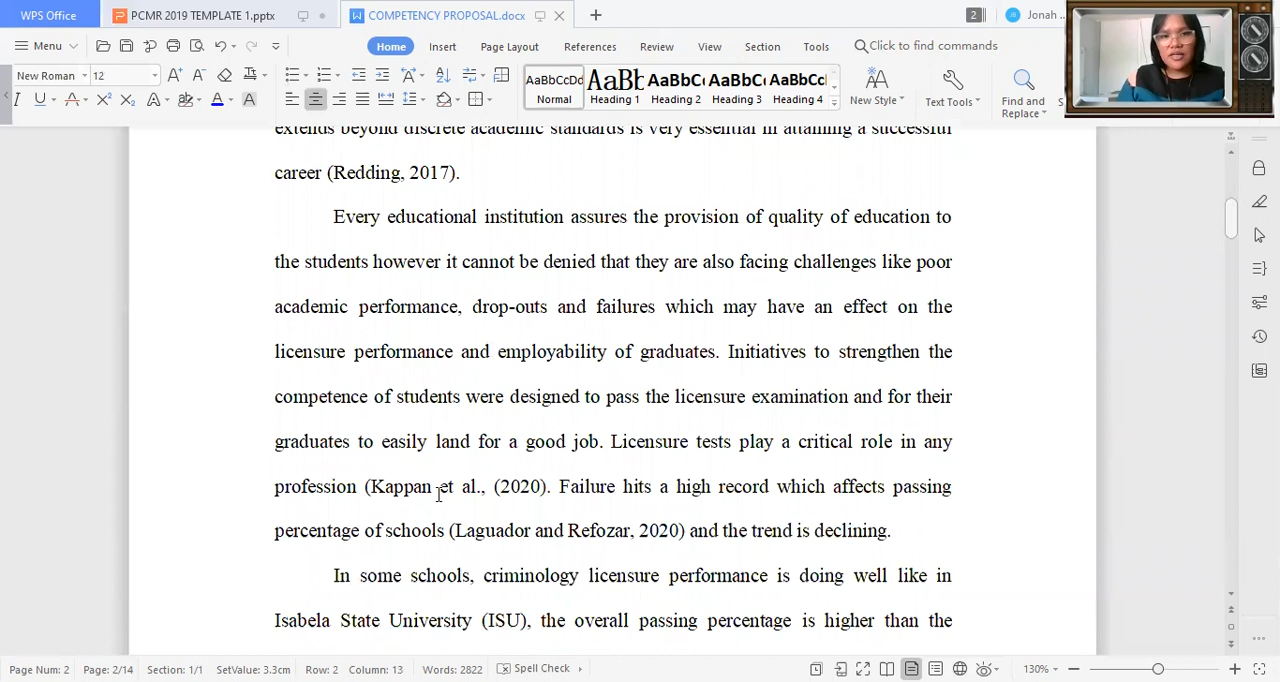 WPS Office
PCMR 2019 TEMPLATE 1.pptx
COMPETENCY PROPOSAL.docx
2
Jonah
Menu
Home
Insert
Page Layout
References
Review
View
Section
Tools
Click to find commands
New Roman
12
AaBbCcDd
Normal
AaBb
Heading 1
AaBbC
Heading 2
AaBbC
Heading 3
AaBbC
Heading 4
New Style
Text Tools
Find and
Replace
extends beyond discrete academic standards is very essential in attaining a successful
career (Redding, 2017).
Every educational institution assures the provision of quality of education to
the students however it cannot be denied that they are also facing challenges like poor
academic performance, drop-outs and failures which may have an effect on the
licensure performance and employability of graduates. Initiatives to strengthen the
competence of students were designed to pass the licensure examination and for their
graduates to easily land for a good job. Licensure tests play a critical role in any
profession (Kappan et al., (2020). Failure hits a high record which affects passing
percentage of schools (Laguador and Refozar, 2020) and the trend is declining.
In some schools, criminology licensure performance is doing well like in
Isabela State University (ISU), the overall passing percentage is higher than the
Page Num: 2
Page: 2/14
Section: 1/1
SetValue: 3.3cm
Row: 2
Column: 13
Words: 2822
Spell Check
130%